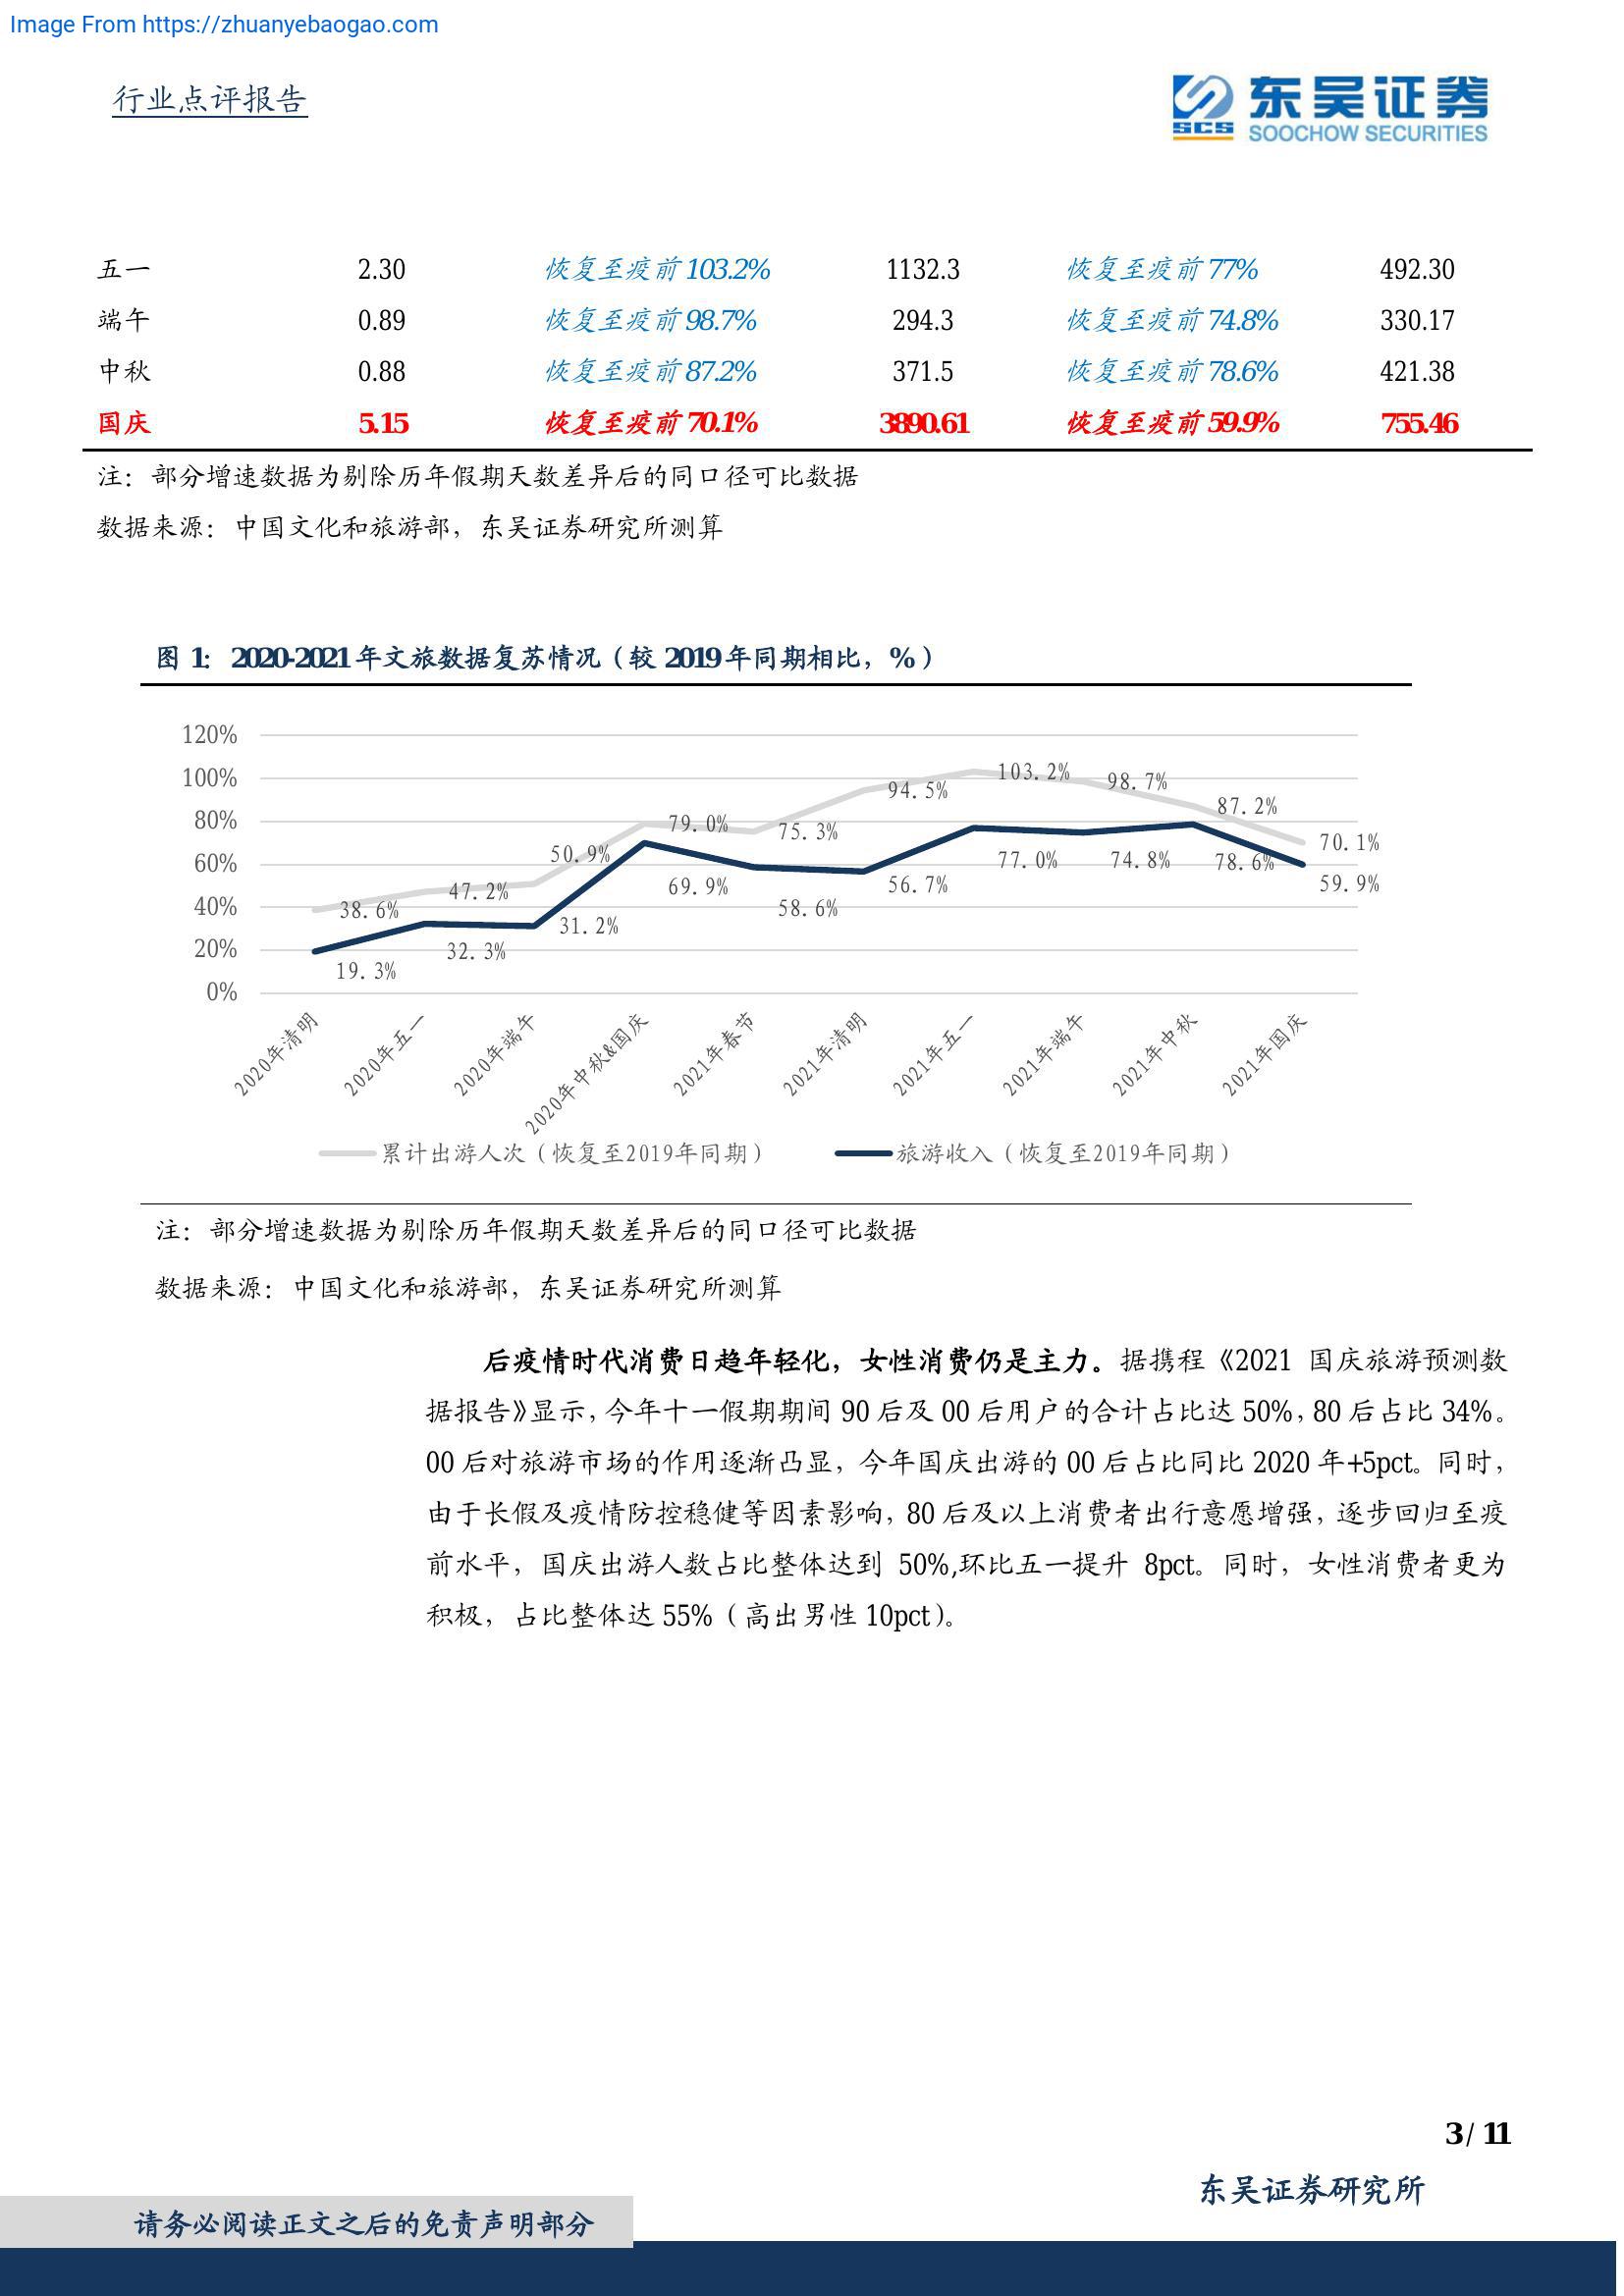 Image From https://zhuanyebaogao.com
行业点评报告
SCS 东吴证券
SOOCHOW SECURITIES
五一 2.30 恢复至疫前103.2% 1132.3 恢复至疫前77% 492.30
端午 0.89 恢复至疫前98.7% 294.3 恢复至疫前74.8% 330.17
中秋 0.88 恢复至疫前87.2% 371.5 恢复至疫前78.6% 421.38
国庆 5.15 恢复至疫前70.1% 3890.61 恢复至疫前59.9% 755.46
注：部分增速数据为剔除历年假期天数差异后的同口径可比数据
数据来源：中国文化和旅游部，东吴证券研究所测算
图 1：2020-2021年文旅数据复苏情况（较2019年同期相比，%）
120%
100%
80%
60%
40%
20%
0%
38.6%
47.2%
50.9%
79.0%
75.3%
94.5%
103.2%
98.7%
87.2%
70.1%
19.3%
32.3%
31.2%
69.9%
58.6%
56.7%
77.0%
74.8%
78.6%
59.9%
2020年清明
2020年五一
2020年端午
2020年中秋&国庆
2021年春节
2021年清明
2021年五一
2021年端午
2021年中秋
2021年国庆
累计出游人次（恢复至2019年同期） 旅游收入（恢复至2019年同期）
注：部分增速数据为剔除历年假期天数差异后的同口径可比数据
数据来源：中国文化和旅游部，东吴证券研究所测算
后疫情时代消费日趋年轻化，女性消费仍是主力。据携程《2021 国庆旅游预测数
据报告》显示，今年十一假期期间 90 后及 00 后用户的合计占比达 50%，80 后占比 34%。
00 后对旅游市场的作用逐渐凸显，今年国庆出游的 00 后占比同比 2020 年+5pct。同时，
由于长假及疫情防控稳健等因素影响，80 后及以上消费者出行意愿增强，逐步回归至疫
前水平，国庆出游人数占比整体达到 50%,环比五一提升 8pct。同时，女性消费者更为
积极，占比整体达 55%（高出男性 10pct）。
3 / 11
东吴证券研究所
请务必阅读正文之后的免责声明部分